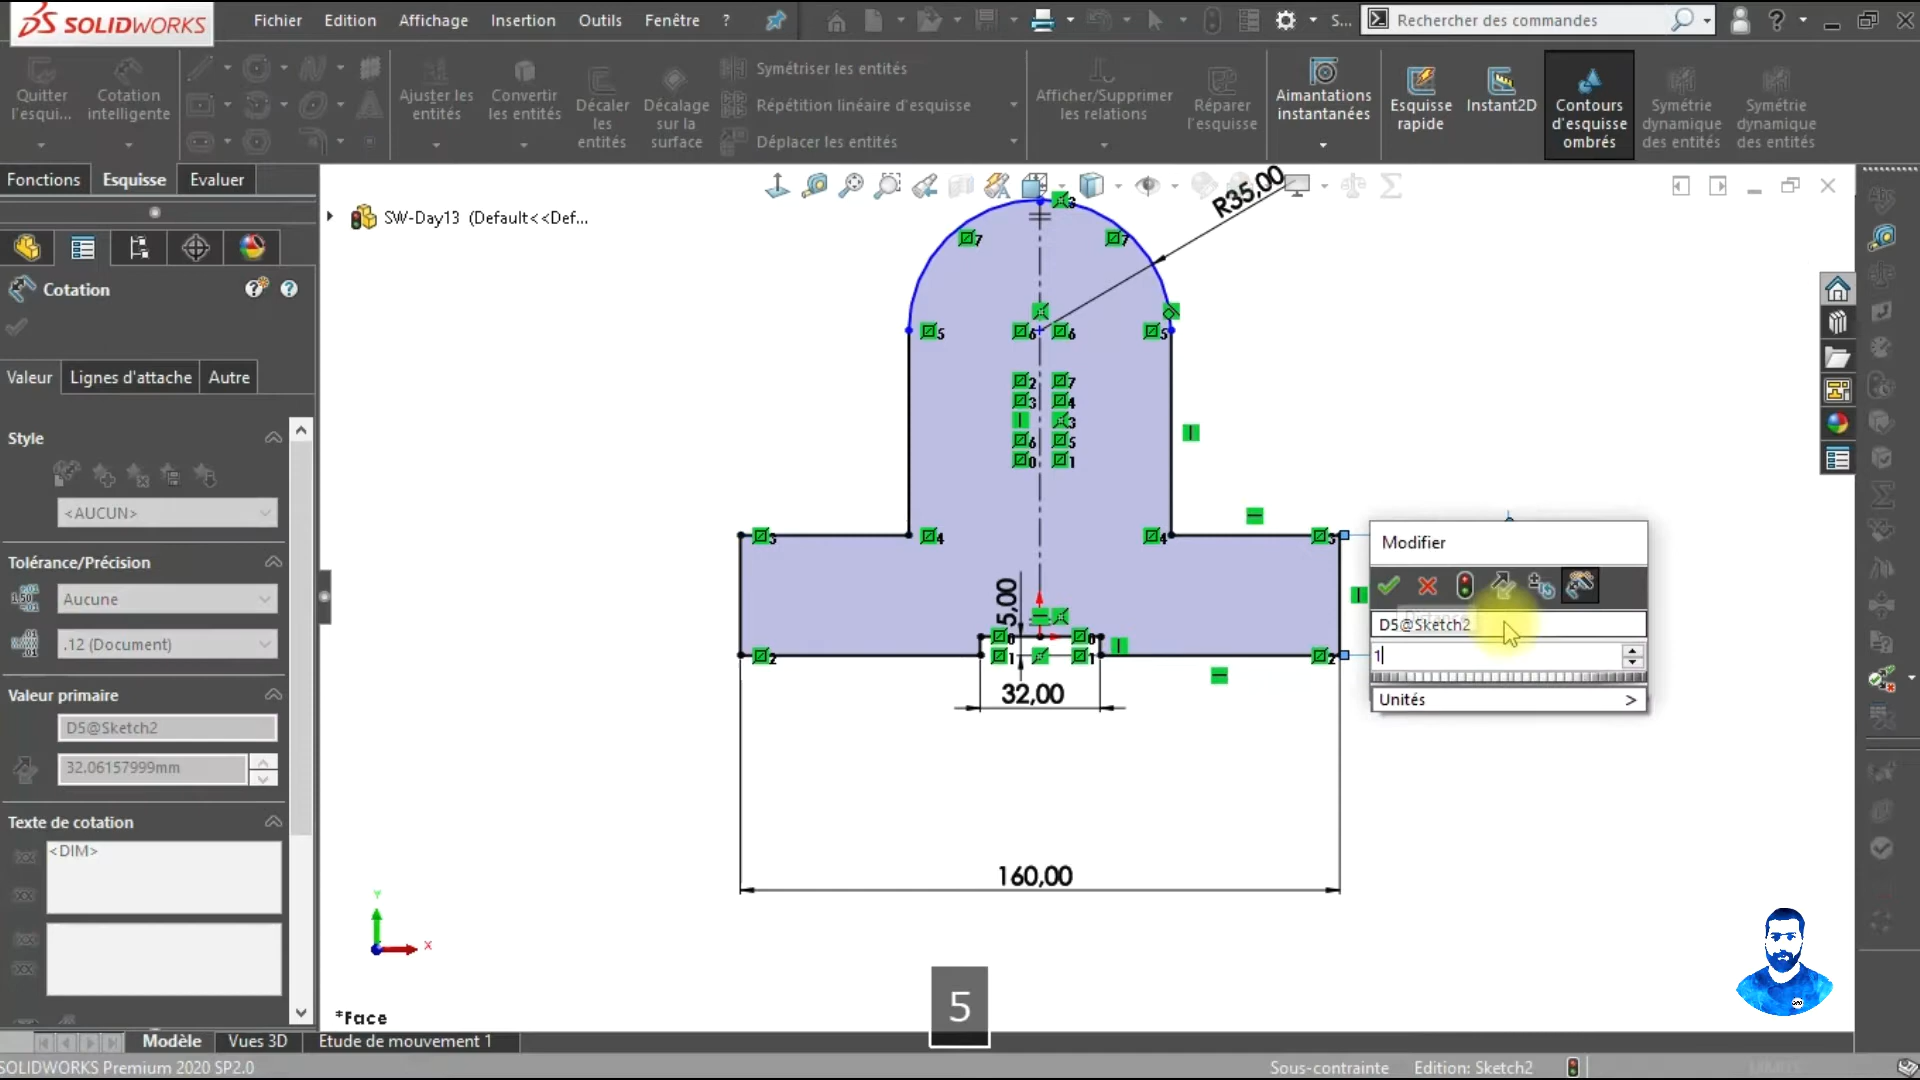 SOLIDWORKS
Fichier
Edition
Affichage
Insertion
Outils
Fenêtre
?
S...
Rechercher des commandes
Quitter
l'esqui...
Cotation
intelligente
Ajuster les
entités
Convertir
les entités
Décaler
les
entités
Décalage
sur la
surface
Symétriser les entités
Répétition linéaire d'esquisse
Déplacer les entités
Afficher/Supprimer
les relations
Réparer
l'esquisse
Aimantations
instantanées
Esquisse
rapide
Instant2D
Contours
d'esquisse
ombrés
Symétrie
dynamique
des entités
Symétrie
dynamique
des entités
Fonctions
Esquisse
Evaluer
SW-Day13 (Default<<Def...
Cotation
Valeur
Lignes d'attache
Autre
Style
<AUCUN>
Tolérance/Précision
Aucune
.12 (Document)
Valeur primaire
D5@Sketch2
32.06157999mm
Texte de cotation
<DIM>
R35,00
5,00
32,00
160,00
Modifier
D5@Sketch2
1
Unités >
Y
X
*Face
5
Modèle
Vues 3D
Etude de mouvement 1
SOLIDWORKS Premium 2020 SP2.0
Sous-contrainte
Edition: Sketch2